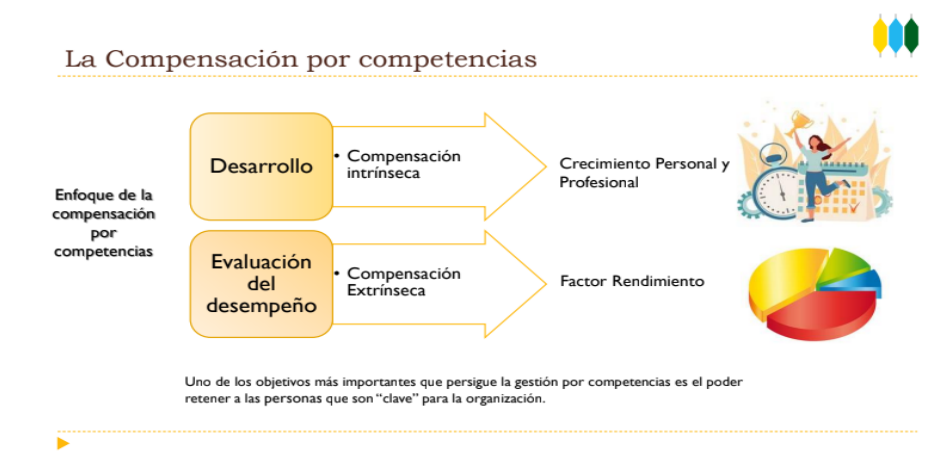 La Compensación por competencias
Enfoque de la
compensación
por
competencias
Desarrollo
• Compensación
intrínseca
Crecimiento Personal y
Profesional
Evaluación
del
desempeño
• Compensación
Extrínseca
Factor Rendimiento
Uno de los objetivos más importantes que persigue la gestión por competencias es el poder
retener a las personas que son “clave” para la organización.